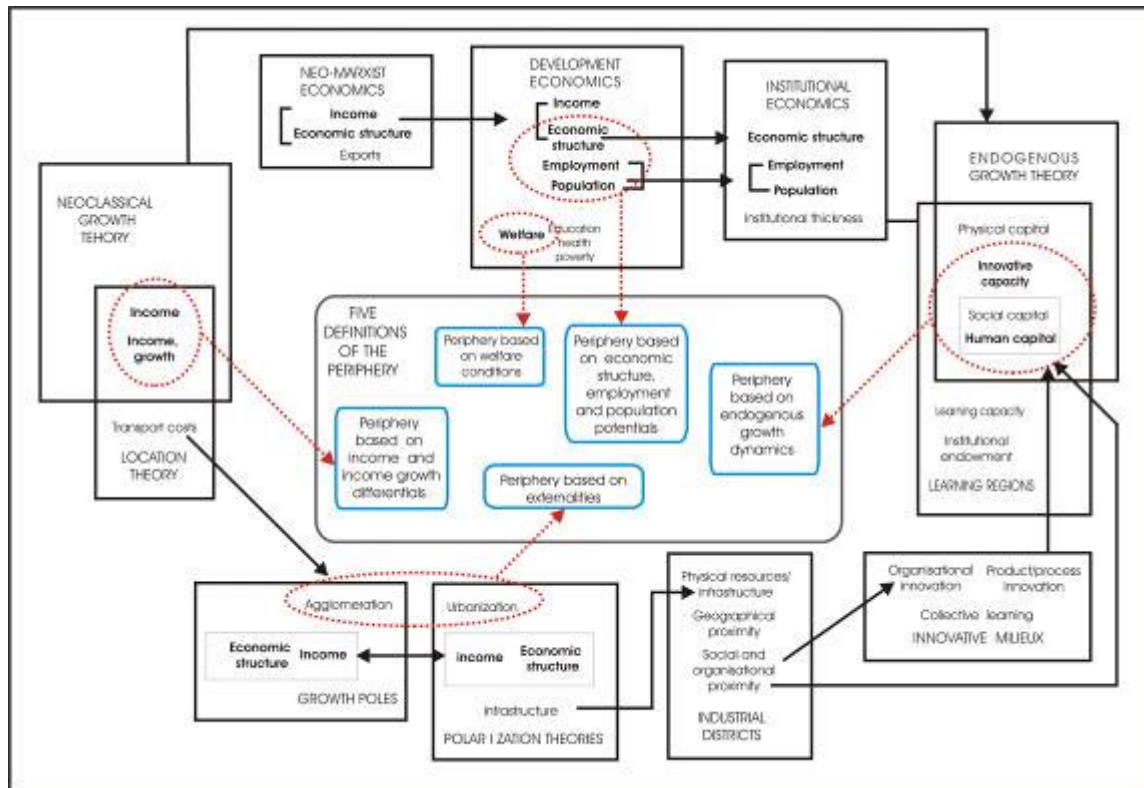 NEO-MARXIST
ECONOMICS
Income
Economic structure
Exports
DEVELOPMENT
ECONOMICS
Income
Economic
structure
Employment
Population
Welfare
Education
health
poverty
INSTITUTIONAL
ECONOMICS
Economic structure
Employment
Population
Institutional thickness
ENDOGENOUS
GROWTH THEORY
Physical capital
Innovative
capacity
Social capital
Human capital
Learning capacity
Institutional
endowment
LEARNING REGIONS
NEOCLASSICAL
GROWTH
TEHORY
Income
Income,
growth
Transport costs
LOCATION
THEORY
FIVE
DEFINITIONS
OF THE
PERIPHERY
Periphery based
on welfare
conditions
Periphery based
on economic
structure,
employment
and population
potentials
Periphery
based on
endogenous
growth
dynamics
Periphery
based on
income and
income growth
differentials
Periphery based on
externalities
Agglomeration
Economic
structure
Income
GROWTH POLES
Urbanization
income
Economic
structure
infrastructure
POLAR I ZATION THEORIES
Physical resources/
infrastructure
Geographical
proximity
Social and
organisational
proximity
INDUSTRIAL
DISTRICTS
Organisational
innovation
Product/process
innovation
Collective learning
INNOVATIVE MILIEUX